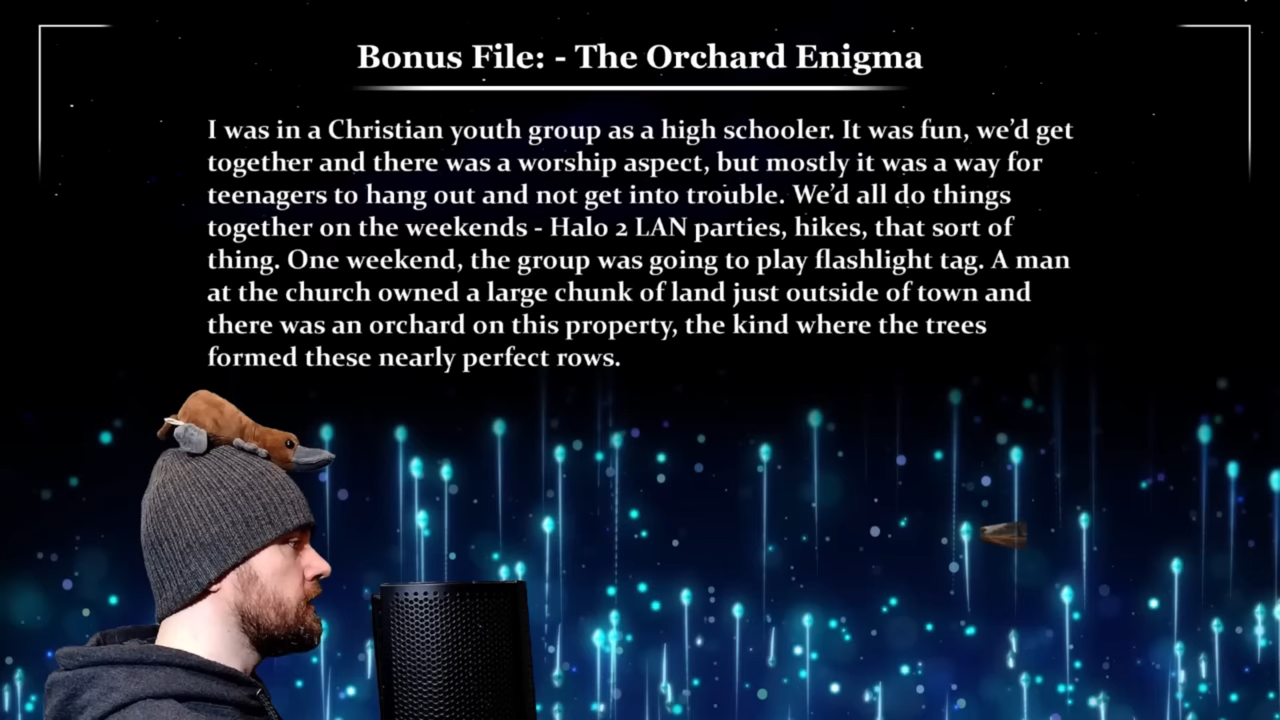 Bonus File: - The Orchard Enigma
I was in a Christian youth group as a high schooler. It was fun, we’d get
together and there was a worship aspect, but mostly it was a way for
teenagers to hang out and not get into trouble. We’d all do things
together on the weekends - Halo 2 LAN parties, hikes, that sort of
thing. One weekend, the group was going to play flashlight tag. A man
at the church owned a large chunk of land just outside of town and
there was an orchard on this property, the kind where the trees
formed these nearly perfect rows.